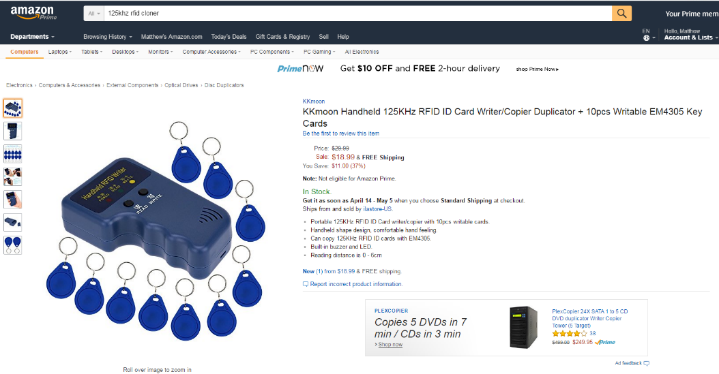 amazon
Prime
All
125khz rfid cloner
Your Prime mem
Departments
Browsing History
Matthew's Amazon.com
Today's Deals
Gift Cards & Registry
Sell
Help
EN
Hello, Matthew
Account & Lists
Computers
Laptops
Tablets
Desktops
Monitors
Computer Accessories
PC Components
PC Gaming
All Electronics
PrimeNOW Get $10 OFF and FREE 2-hour delivery shop Prime Now▸
Electronics › Computers & Accessories › External Components › Optical Drives › Disc Duplicators
KKmoon
KKmoon Handheld 125KHz RFID ID Card Writer/Copier Duplicator + 10pcs Writable EM4305 Key
Cards
Be the first to review this item
Price: $29.99
Sale: $18.99 & FREE Shipping
You Save: $11.00 (37%)
Note: Not eligible for Amazon Prime.
In Stock.
Get it as soon as April 14 - May 5 when you choose Standard Shipping at checkout.
Ships from and sold by
Portable 125KHz RFID ID Card writer/copier with 10pcs writable cards.
Handheld shape design, comfortable hand feeling.
Can copy 125KHz RFID ID cards with EM4305.
Built in buzzer and LED.
Reading distance is 0 - 6cm
New (1) from $18.99 & FREE shipping.
Report incorrect product information
Handheld RFID Writer
READ WRITE
PLEXCOPIER
Copies 5 DVDs in 7
min / CDs in 3 min
› Shop now
PlexCopier 24X SATA 1 to 5 CD
DVD duplicator Writer Copier
Tower (5 Target)
$249.95 Prime
Ad feedback
Roll over image to zoom in